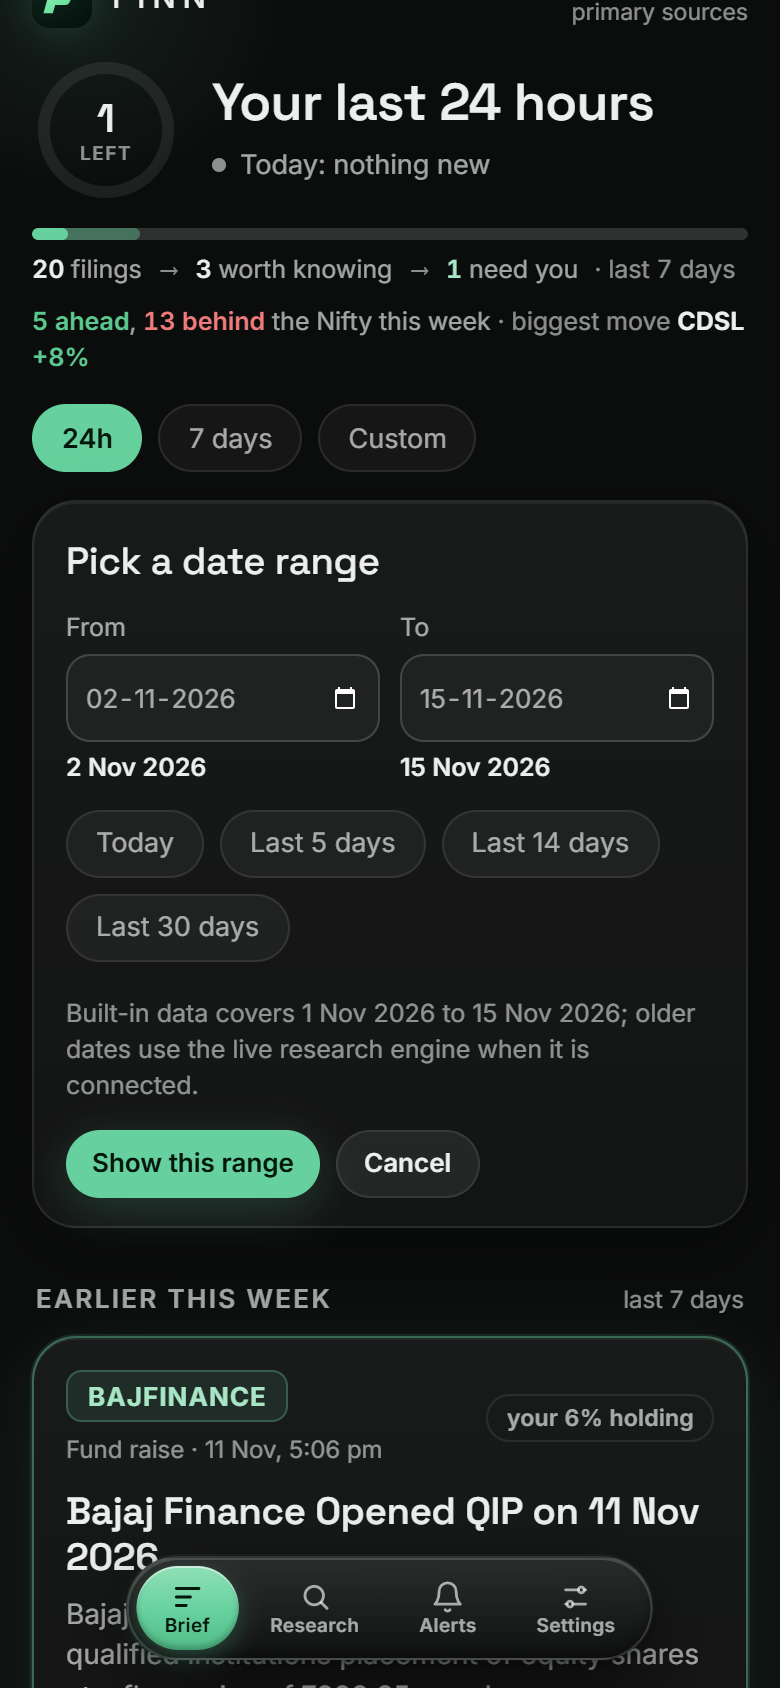 primary sources
1
LEFT
Your last 24 hours
Today: nothing new
20 filings → 3 worth knowing → 1 need you · last 7 days
5 ahead, 13 behind the Nifty this week · biggest move CDSL
+8%
24h
7 days
Custom
Pick a date range
From
To
02-11-2026
15-11-2026
2 Nov 2026
15 Nov 2026
Today
Last 5 days
Last 14 days
Last 30 days
Built-in data covers 1 Nov 2026 to 15 Nov 2026; older
dates use the live research engine when it is
connected.
Show this range
Cancel
EARLIER THIS WEEK
last 7 days
BAJFINANCE
your 6% holding
Fund raise · 11 Nov, 5:06 pm
Bajaj Finance Opened QIP on 11 Nov
2026
Bajaj
qualified institutions placement of equity shares
Brief
Research
Alerts
Settings